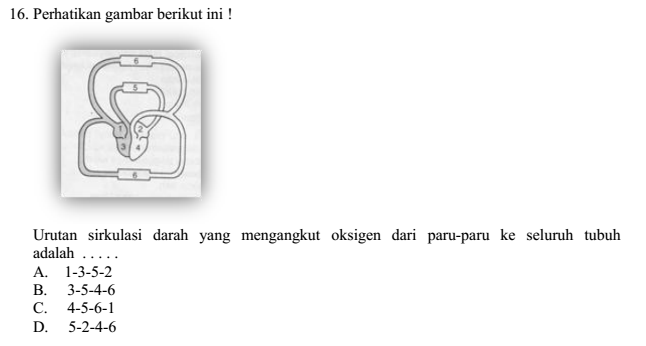 16. Perhatikan gambar berikut ini !
6
5
1 2
3 4
6
Urutan sirkulasi darah yang mengangkut oksigen dari paru-paru ke seluruh tubuh
adalah . . . . .
A. 1-3-5-2
B. 3-5-4-6
C. 4-5-6-1
D. 5-2-4-6